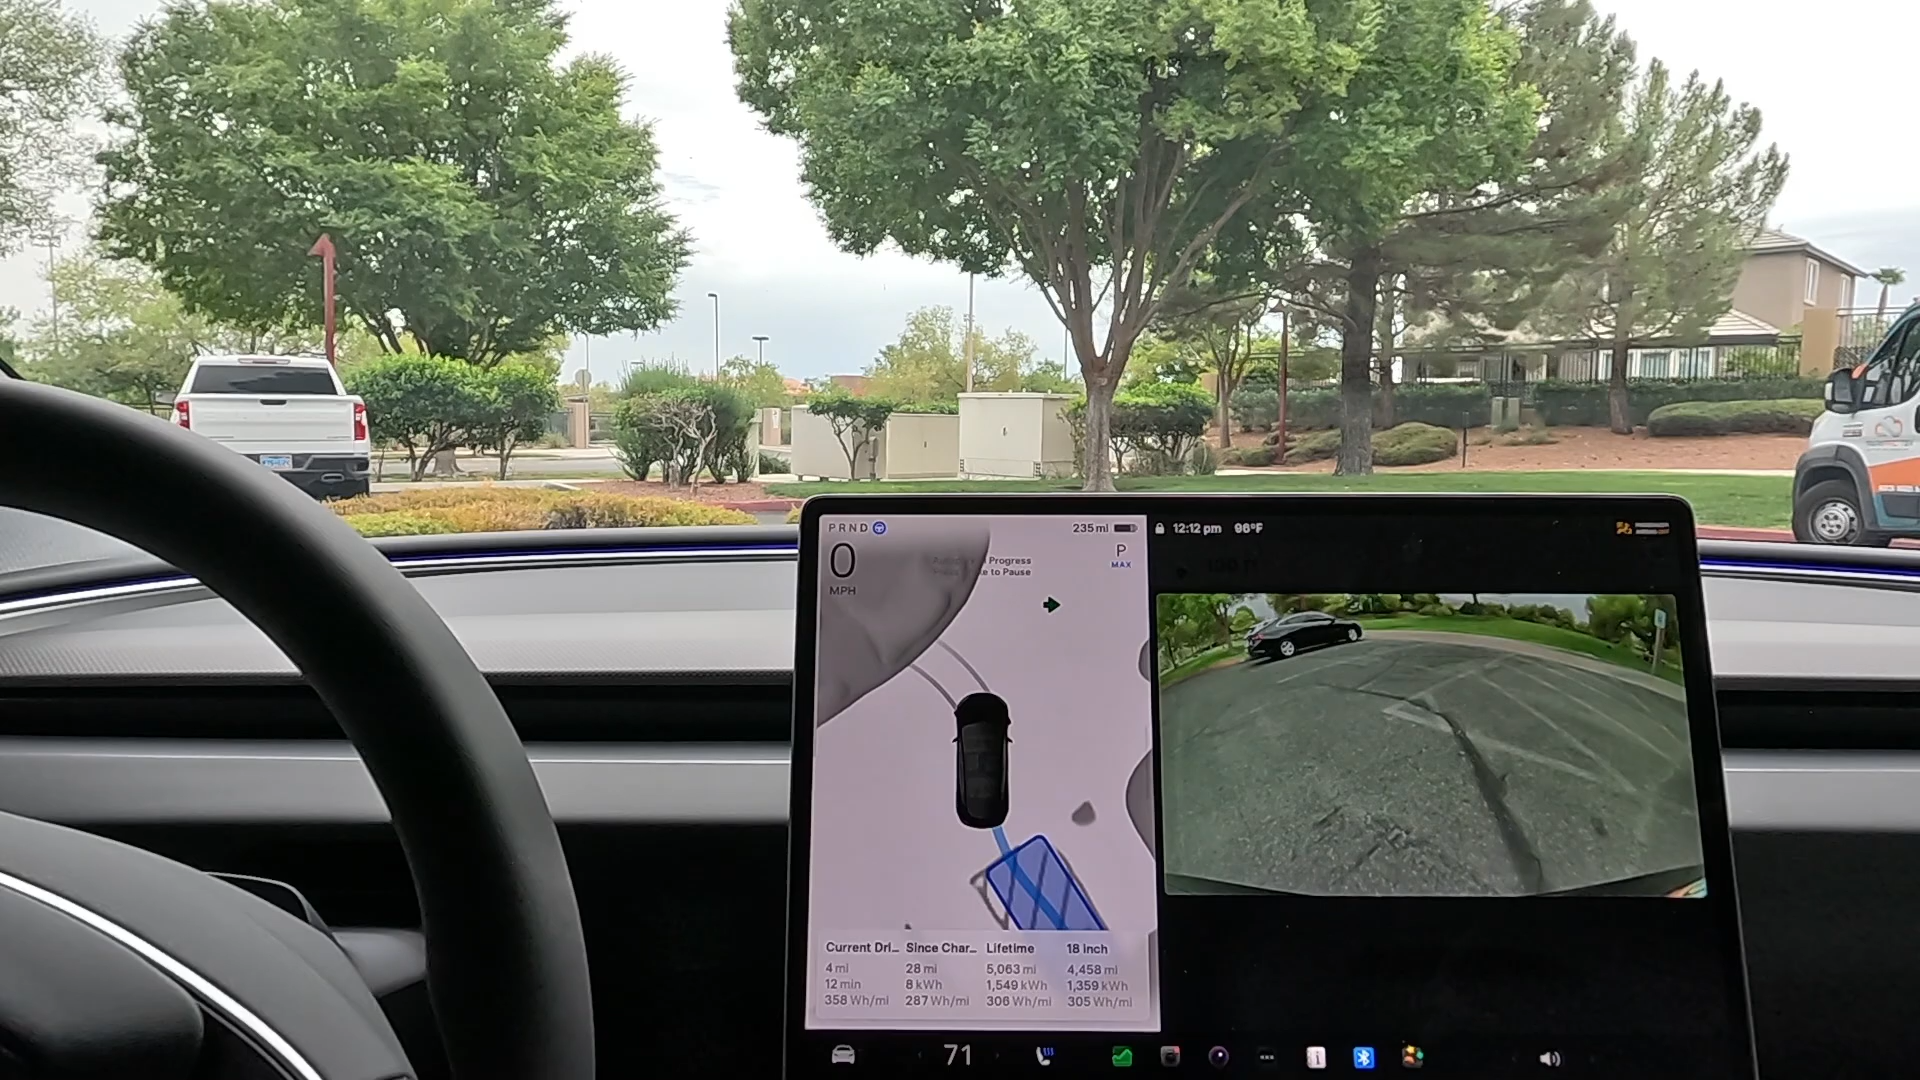 PRND
235 mi
12:12 pm
96°F
0
MPH
Progress
to Pause
P
MAX
Current Dri...
Since Char...
Lifetime
18 inch
4 mi
28 mi
5,063 mi
4,458 mi
12 min
8 kWh
1,549 kWh
1,359 kWh
358 Wh/mi
287 Wh/mi
306 Wh/mi
305 Wh/mi
71